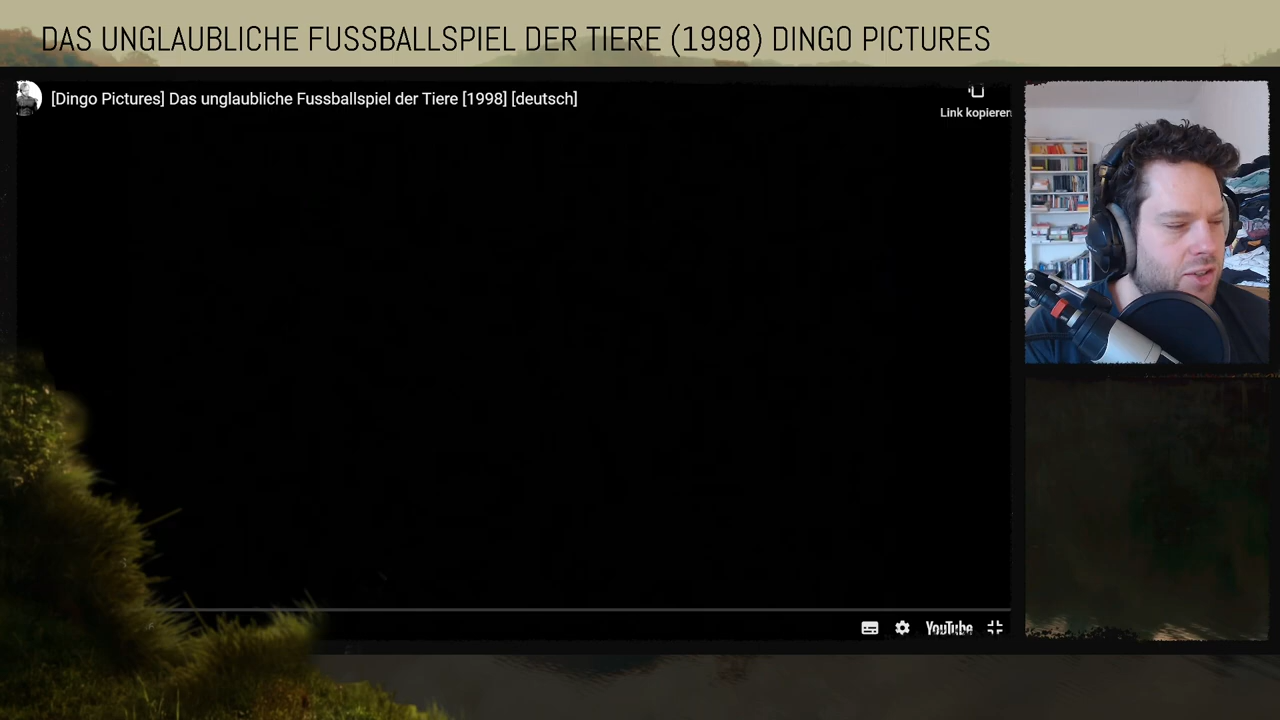 DAS UNGLAUBLICHE FUSSBALLSPIEL DER TIERE (1998) DINGO PICTURES
[Dingo Pictures] Das unglaubliche Fussballspiel der Tiere [1998] [deutsch]
Link kopieren
YouTube